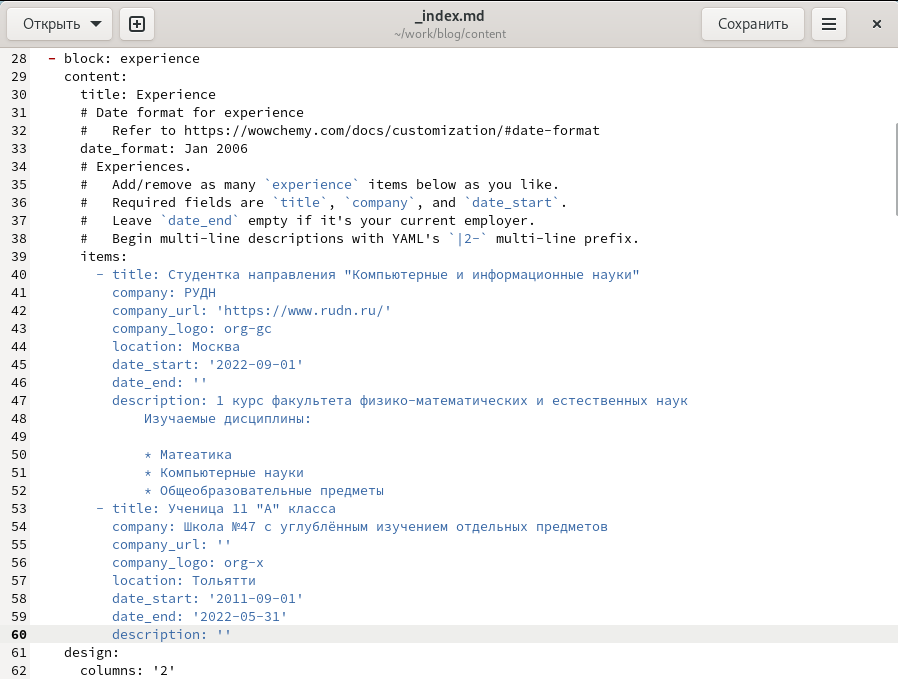 Открыть
_index.md
~/work/blog/content
Сохранить
28 - block: experience
29 content:
30 title: Experience
31 # Date format for experience
32 #   Refer to https://wowchemy.com/docs/customization/#date-format
33 date_format: Jan 2006
34 # Experiences.
35 #   Add/remove as many `experience` items below as you like.
36 #   Required fields are `title`, `company`, and `date_start`.
37 #   Leave `date_end` empty if it's your current employer.
38 #   Begin multi-line descriptions with YAML's `|2-` multi-line prefix.
39 items:
40 - title: Студентка направления "Компьютерные и информационные науки"
41 company: РУДН
42 company_url: 'https://www.rudn.ru/'
43 company_logo: org-gc
44 location: Москва
45 date_start: '2022-09-01'
46 date_end: ''
47 description: 1 курс факультета физико-математических и естественных наук
48 Изучаемые дисциплины:
49
50 * Матеатика
51 * Компьютерные науки
52 * Общеобразовательные предметы
53 - title: Ученица 11 "А" класса
54 company: Школа №47 с углублённым изучением отдельных предметов
55 company_url: ''
56 company_logo: org-x
57 location: Тольятти
58 date_start: '2011-09-01'
59 date_end: '2022-05-31'
60 description: ''
61 design:
62 columns: '2'